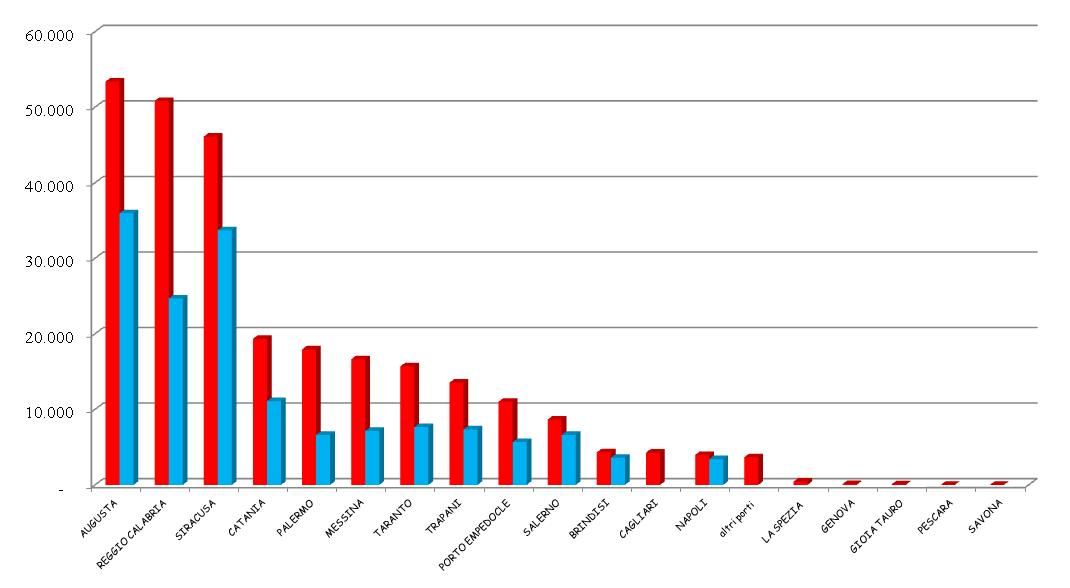 60.000
50.000
40.000
30.000
20.000
10.000
-
AUGUSTA
REGGIO CALABRIA
SIRACUSA
CATANIA
PALERMO
MESSINA
TARANTO
TRAPANI
PORTO EMPEDOCLE
SALERNO
BRINDISI
CAGLIARI
NAPOLI
altri porti
LA SPEZIA
GENOVA
GIOIA TAURO
PESCARA
SAVONA